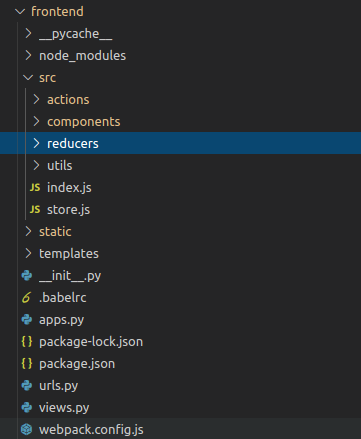 frontend
__pycache__
node_modules
src
actions
components
reducers
utils
JS index.js
JS store.js
static
templates
__init__.py
.babelrc
apps.py
{} package-lock.json
{} package.json
urls.py
views.py
webpack.config.js